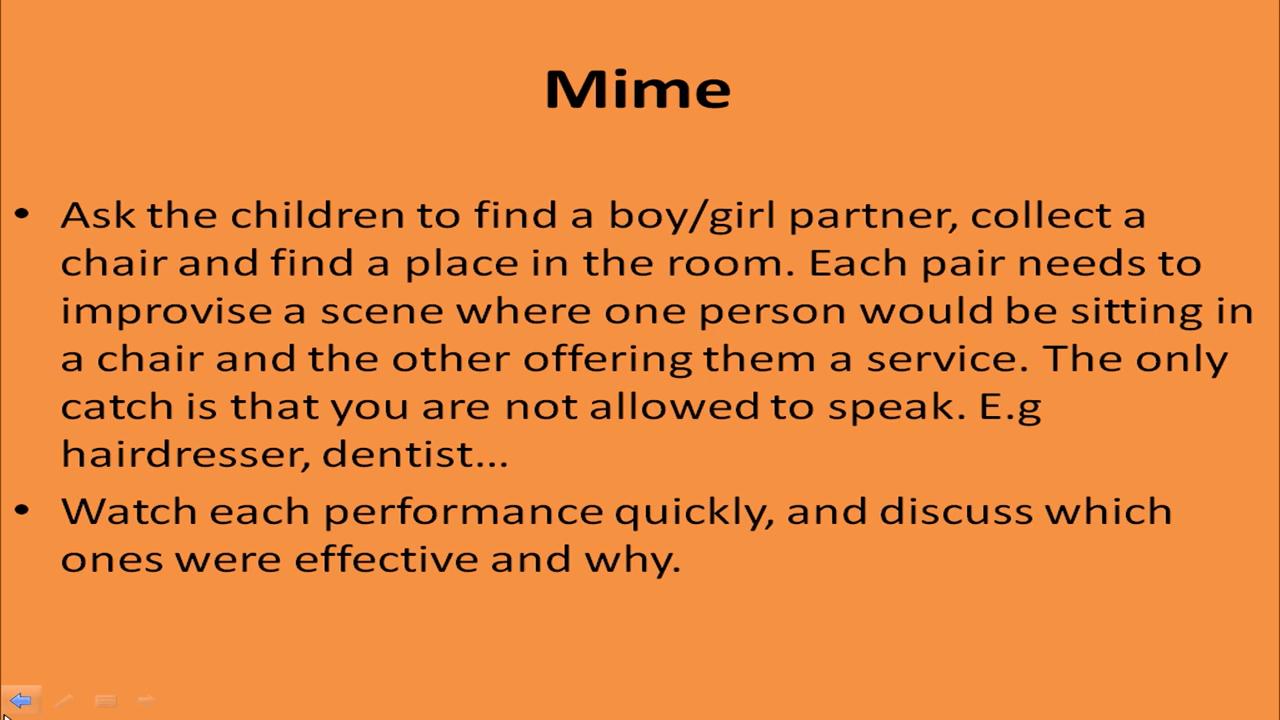 Mime
• Ask the children to find a boy/girl partner, collect a
chair and find a place in the room. Each pair needs to
improvise a scene where one person would be sitting in
a chair and the other offering them a service. The only
catch is that you are not allowed to speak. E.g
hairdresser, dentist...
• Watch each performance quickly, and discuss which
ones were effective and why.